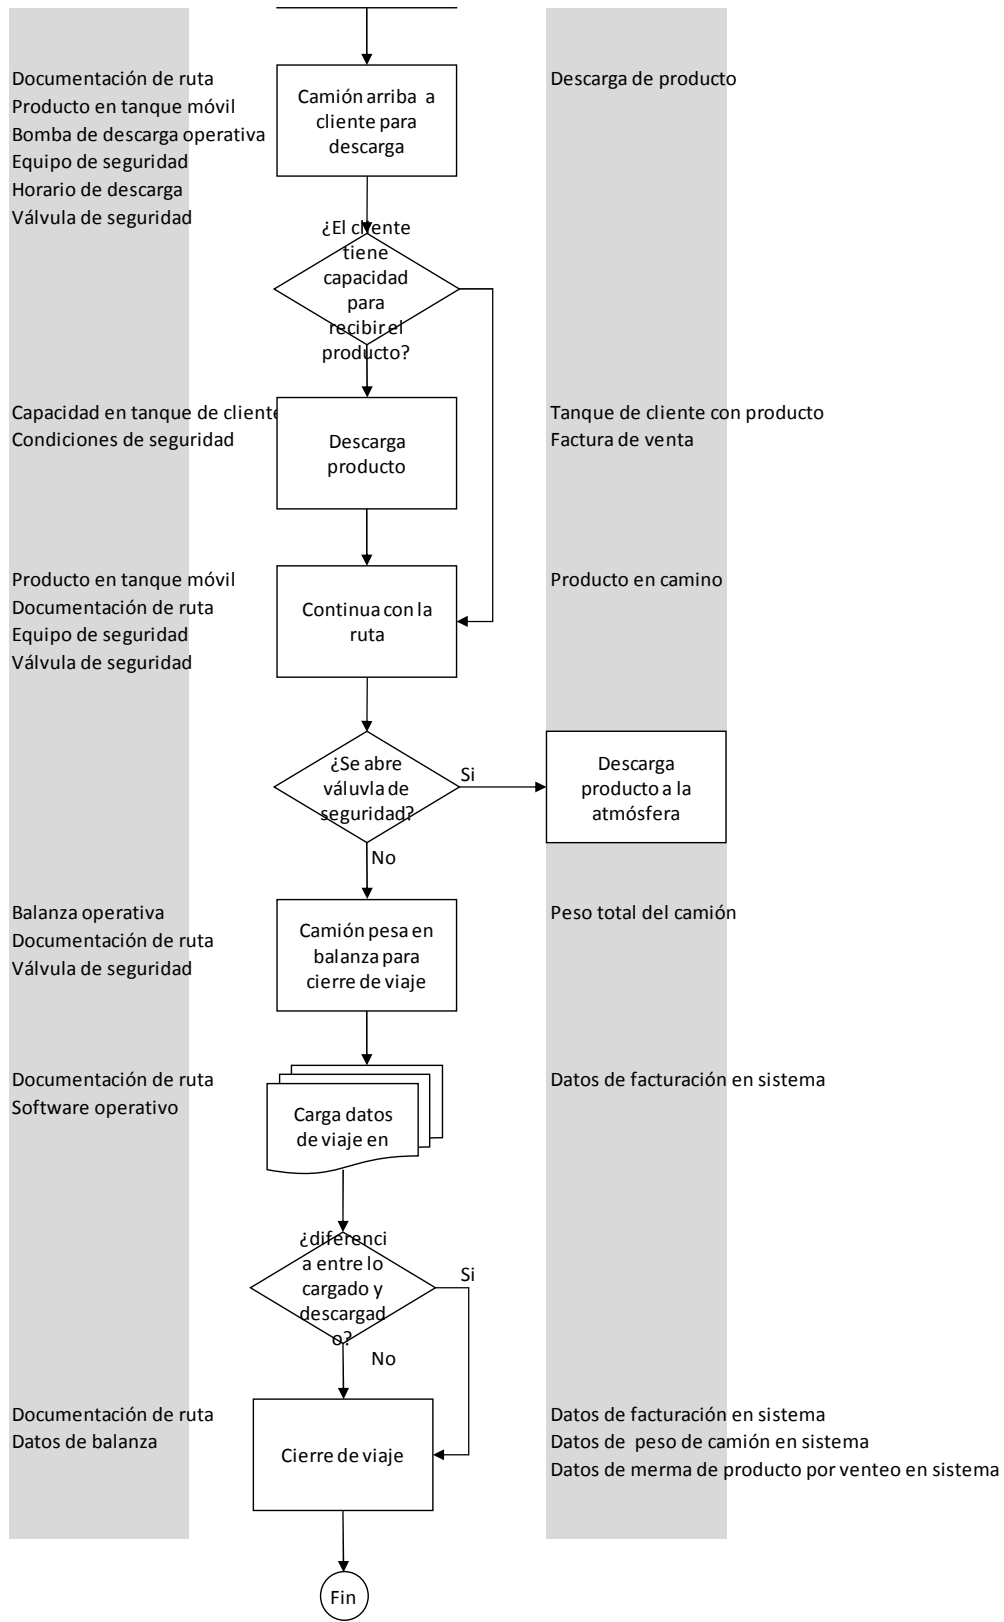 Documentación de ruta
Producto en tanque móvil
Bomba de descarga operativa
Equipo de seguridad
Horario de descarga
Válvula de seguridad
Camión arriba a
cliente para
descarga
Descarga de producto
¿El cliente
tiene
capacidad
para
recibir el
producto?
Capacidad en tanque de cliente
Condiciones de seguridad
Descarga
producto
Tanque de cliente con producto
Factura de venta
Producto en tanque móvil
Documentación de ruta
Equipo de seguridad
Válvula de seguridad
Continua con la
ruta
Producto en camino
¿Se abre
váluvla de
seguridad?
Si
No
Descarga
producto a la
atmósfera
Balanza operativa
Documentación de ruta
Válvula de seguridad
Camión pesa en
balanza para
cierre de viaje
Peso total del camión
Documentación de ruta
Software operativo
Carga datos
de viaje en
Datos de facturación en sistema
¿diferenci
a entre lo
cargado y
descargad
o?
Si
No
Documentación de ruta
Datos de balanza
Cierre de viaje
Datos de facturación en sistema
Datos de peso de camión en sistema
Datos de merma de producto por venteo en sistema
Fin